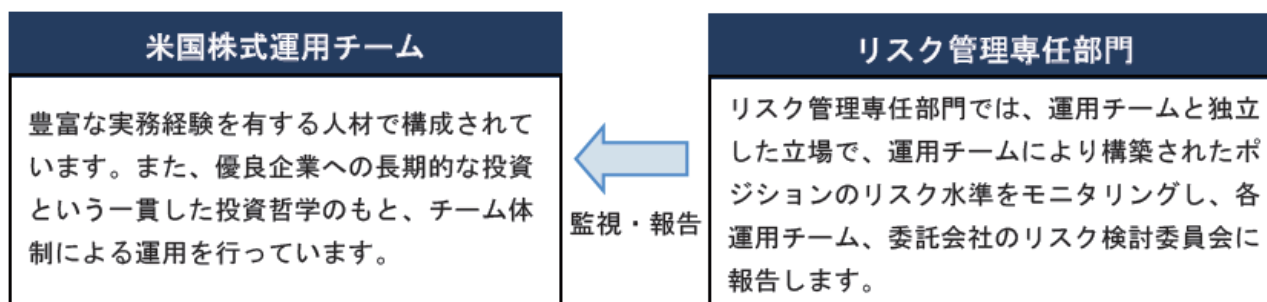 米国株式運用チーム
豊富な実務経験を有する人材で構成されて
います。また、優良企業への長期的な投資
という一貫した投資哲学のもと、チーム体
制による運用を行っています。
監視・報告
リスク管理専任部門
リスク管理専任部門では、運用チームと独立
した立場で、運用チームにより構築されたポ
ジションのリスク水準をモニタリングし、各
運用チーム、委託会社のリスク検討委員会に
報告します。